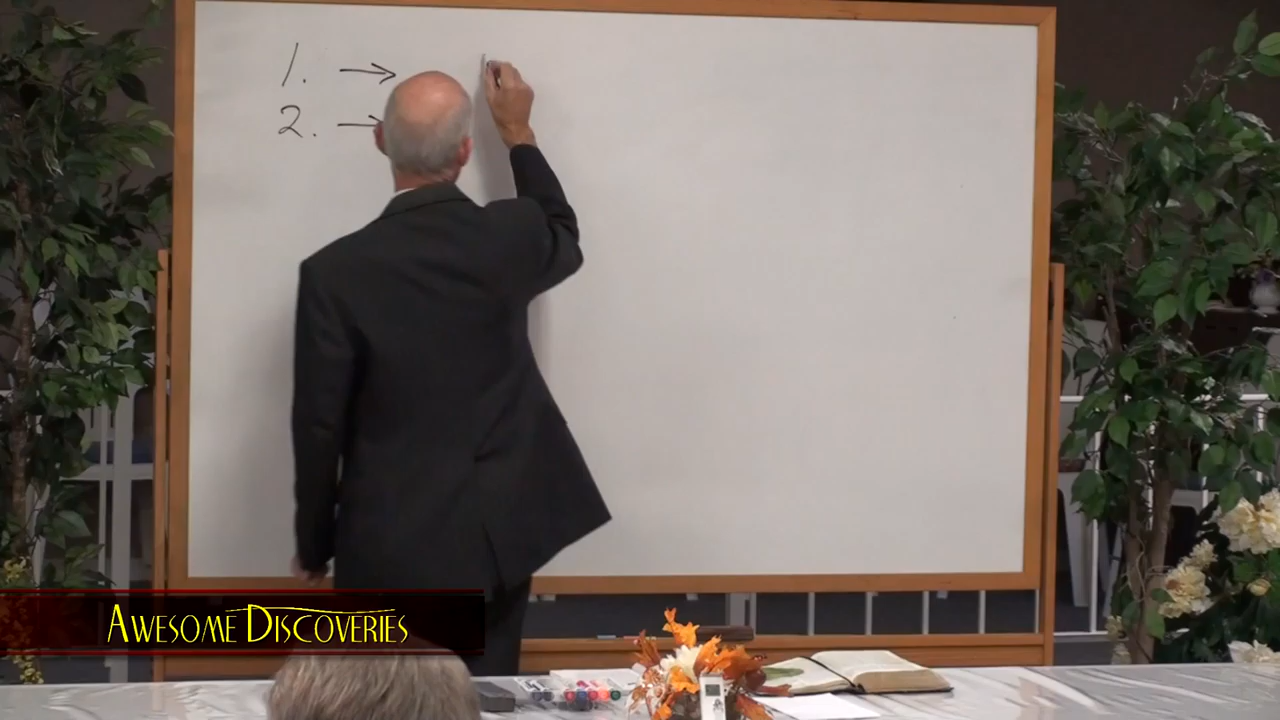 1. →
2. →
AWESOME DISCOVERIES